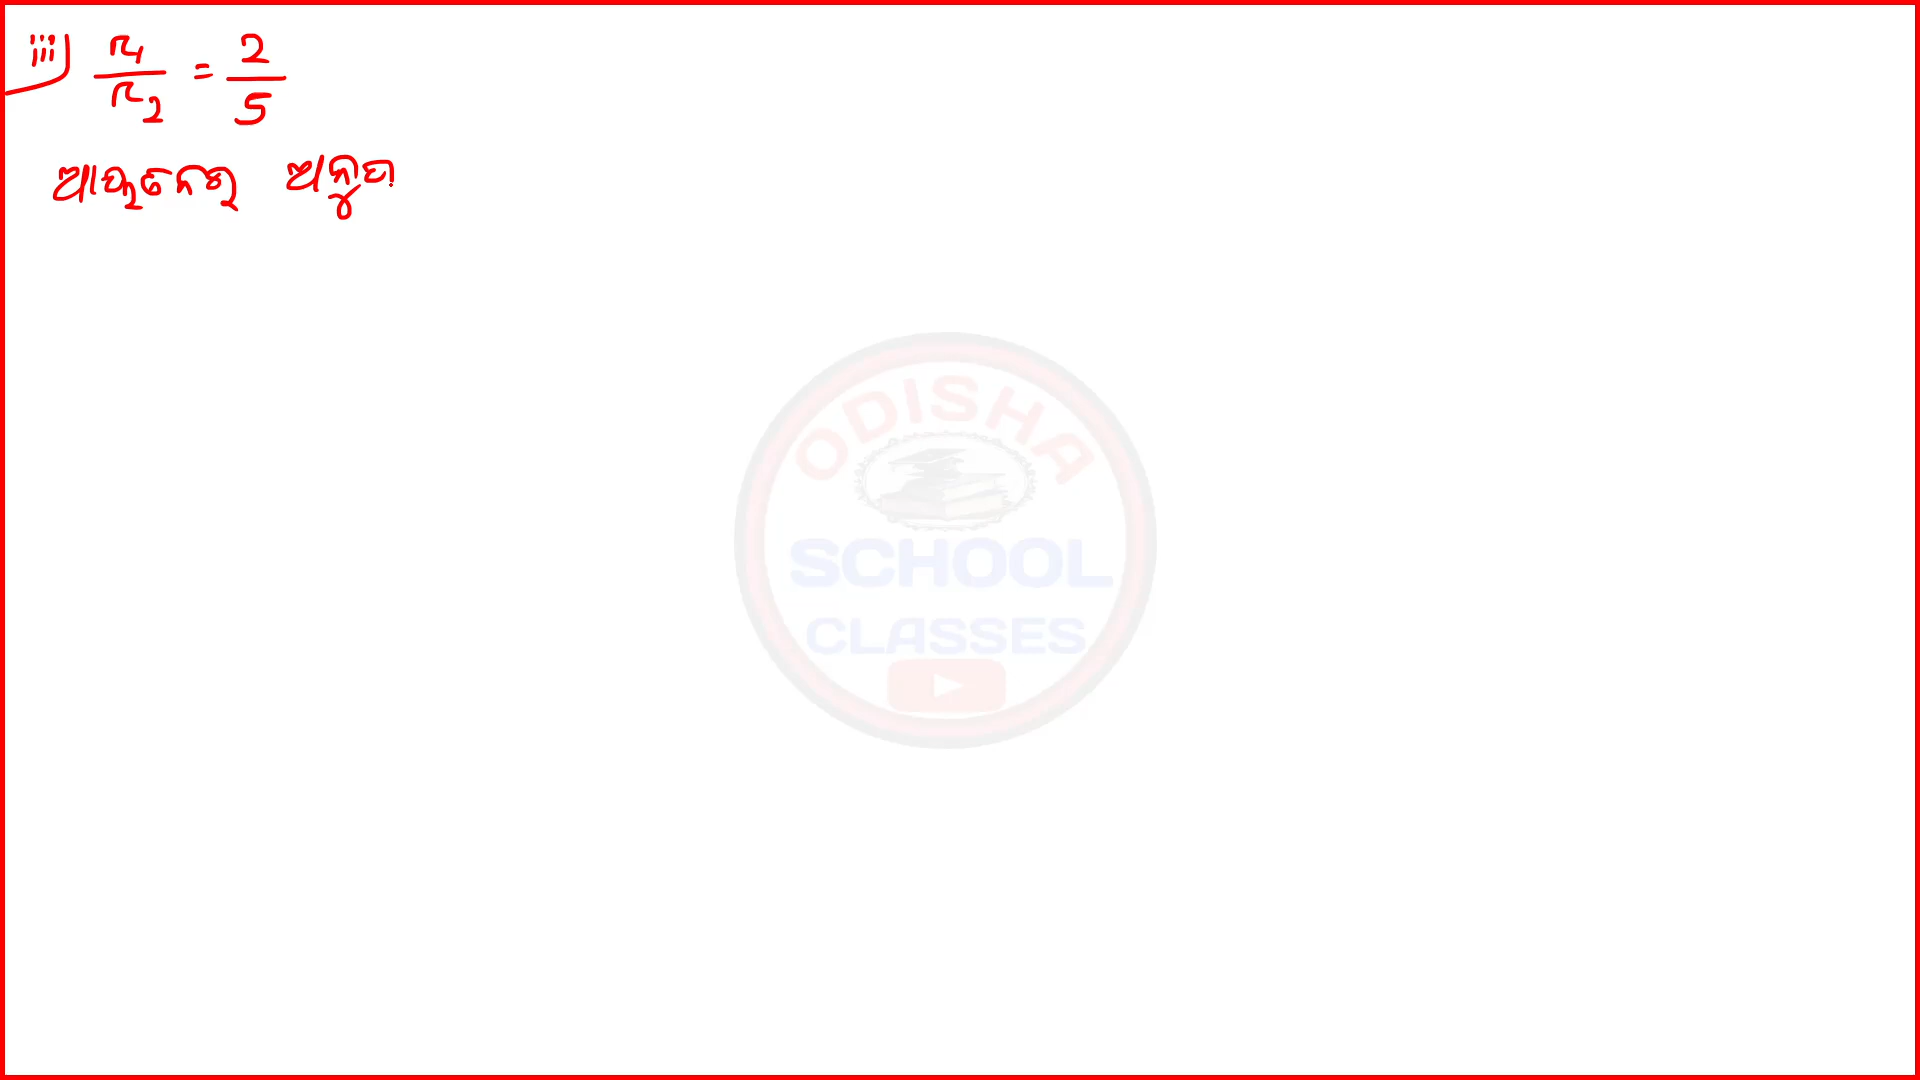 iii) r₁/r₂ = 2/5
ଆୟତନର ଅନୁପା
ODISHA
SCHOOL
CLASSES